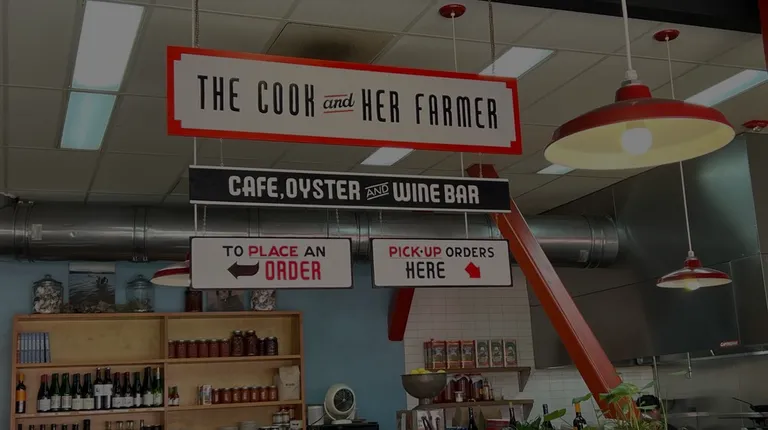 THE COOK and HER FARMER
CAFE, OYSTER AND WINE BAR
TO PLACE AN
ORDER
PICK-UP ORDERS
HERE